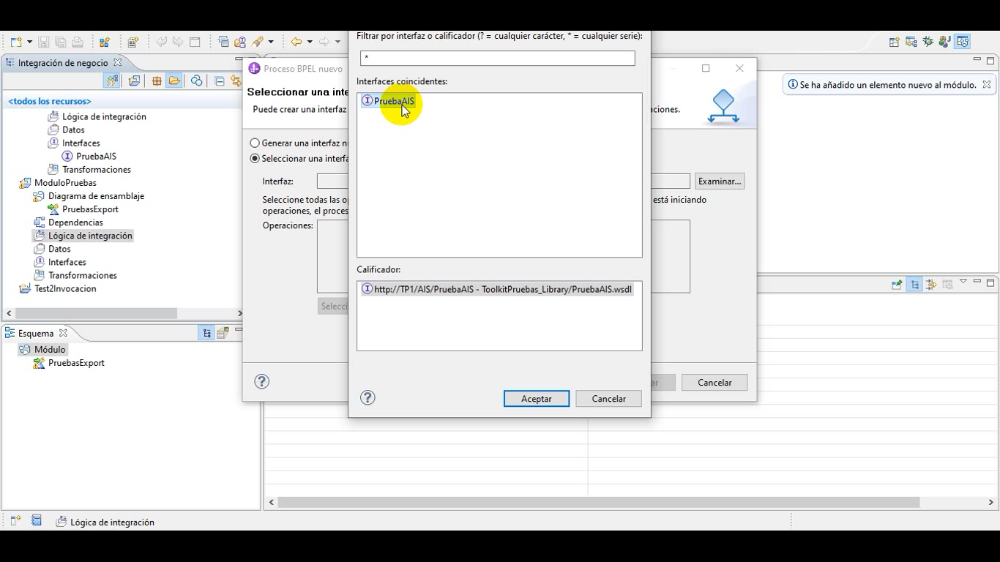 Filtrar por interfaz o calificador (? = cualquier carácter, * = cualquier serie):
*
Interfaces coincidentes:
PruebaAIS
Calificador:
http://TP1/AIS/PruebaAIS - ToolkitPruebas_Library/PruebaAIS.wsdl
Aceptar
Cancelar
Integración de negocio
<todos los recursos>
Lógica de integración
Datos
Interfaces
PruebaAIS
Transformaciones
ModuloPruebas
Diagrama de ensamblaje
PruebasExport
Dependencias
Lógica de integración
Datos
Interfaces
Transformaciones
Test2Invocacion
Esquema
Módulo
PruebasExport
Proceso BPEL nuevo
Seleccionar una inte
Puede crear una interfaz
aciones.
Generar una interfaz n
Seleccionar una interfa
Interfaz:
Examinar...
Seleccione todas las o
está iniciando
operaciones, el proces
Operaciones:
Selecci
ar
Cancelar
Se ha añadido un elemento nuevo al módulo.
Lógica de integración